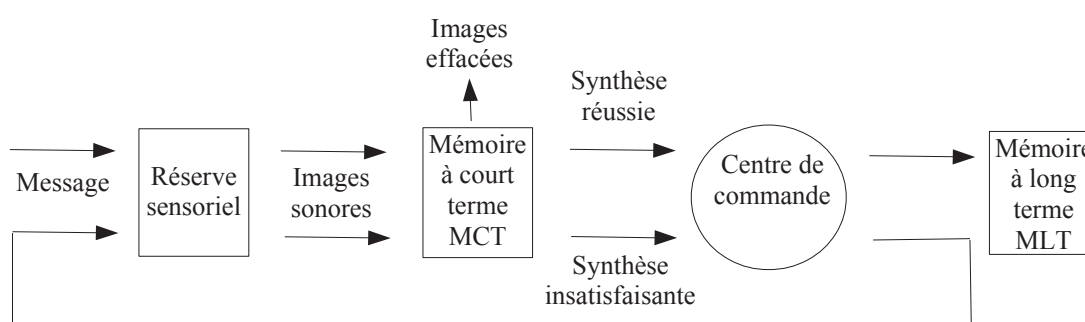 Images
effacées
Synthèse
réussie
Message
Réserve
sensoriel
Images
sonores
Mémoire
à court
terme
MCT
Centre de
commande
Mémoire
à long
terme
MLT
Synthèse
insatisfaisante